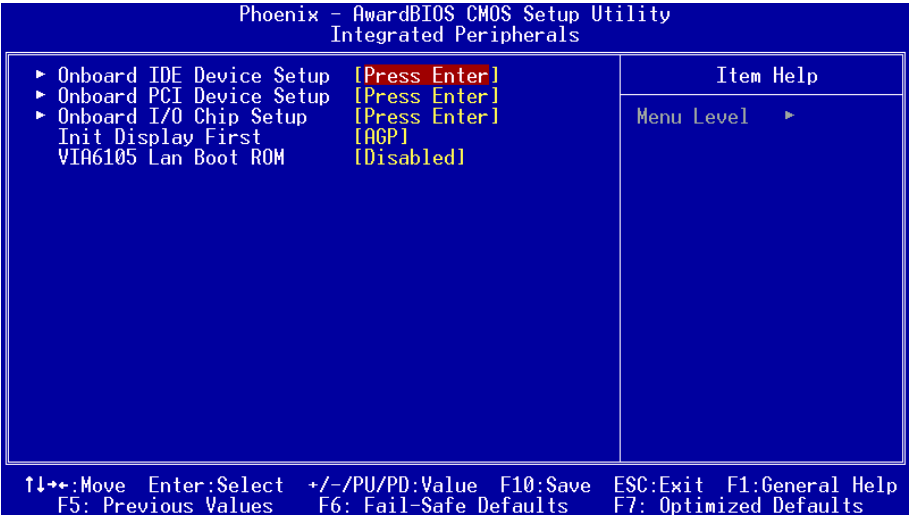 Phoenix - AwardBIOS CMOS Setup Utility
Integrated Peripherals
▶ Onboard IDE Device Setup [Press Enter]
▶ Onboard PCI Device Setup [Press Enter]
▶ Onboard I/O Chip Setup [Press Enter]
Init Display First [AGP]
VIA6105 Lan Boot ROM [Disabled]
Item Help
Menu Level ▶
↑↓→←:Move Enter:Select +/-/PU/PD:Value F10:Save ESC:Exit F1:General Help
F5: Previous Values F6: Fail-Safe Defaults F7: Optimized Defaults